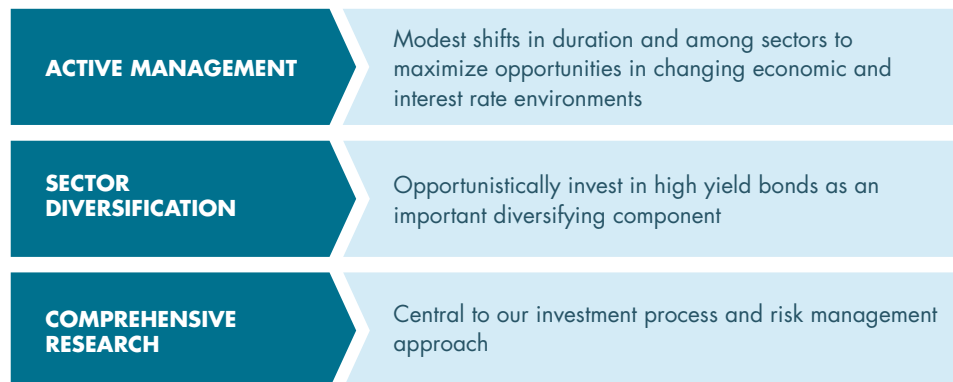 ACTIVE MANAGEMENT
Modest shifts in duration and among sectors to
maximize opportunities in changing economic and
interest rate environments
SECTOR
DIVERSIFICATION
Opportunistically invest in high yield bonds as an
important diversifying component
COMPREHENSIVE
RESEARCH
Central to our investment process and risk management
approach